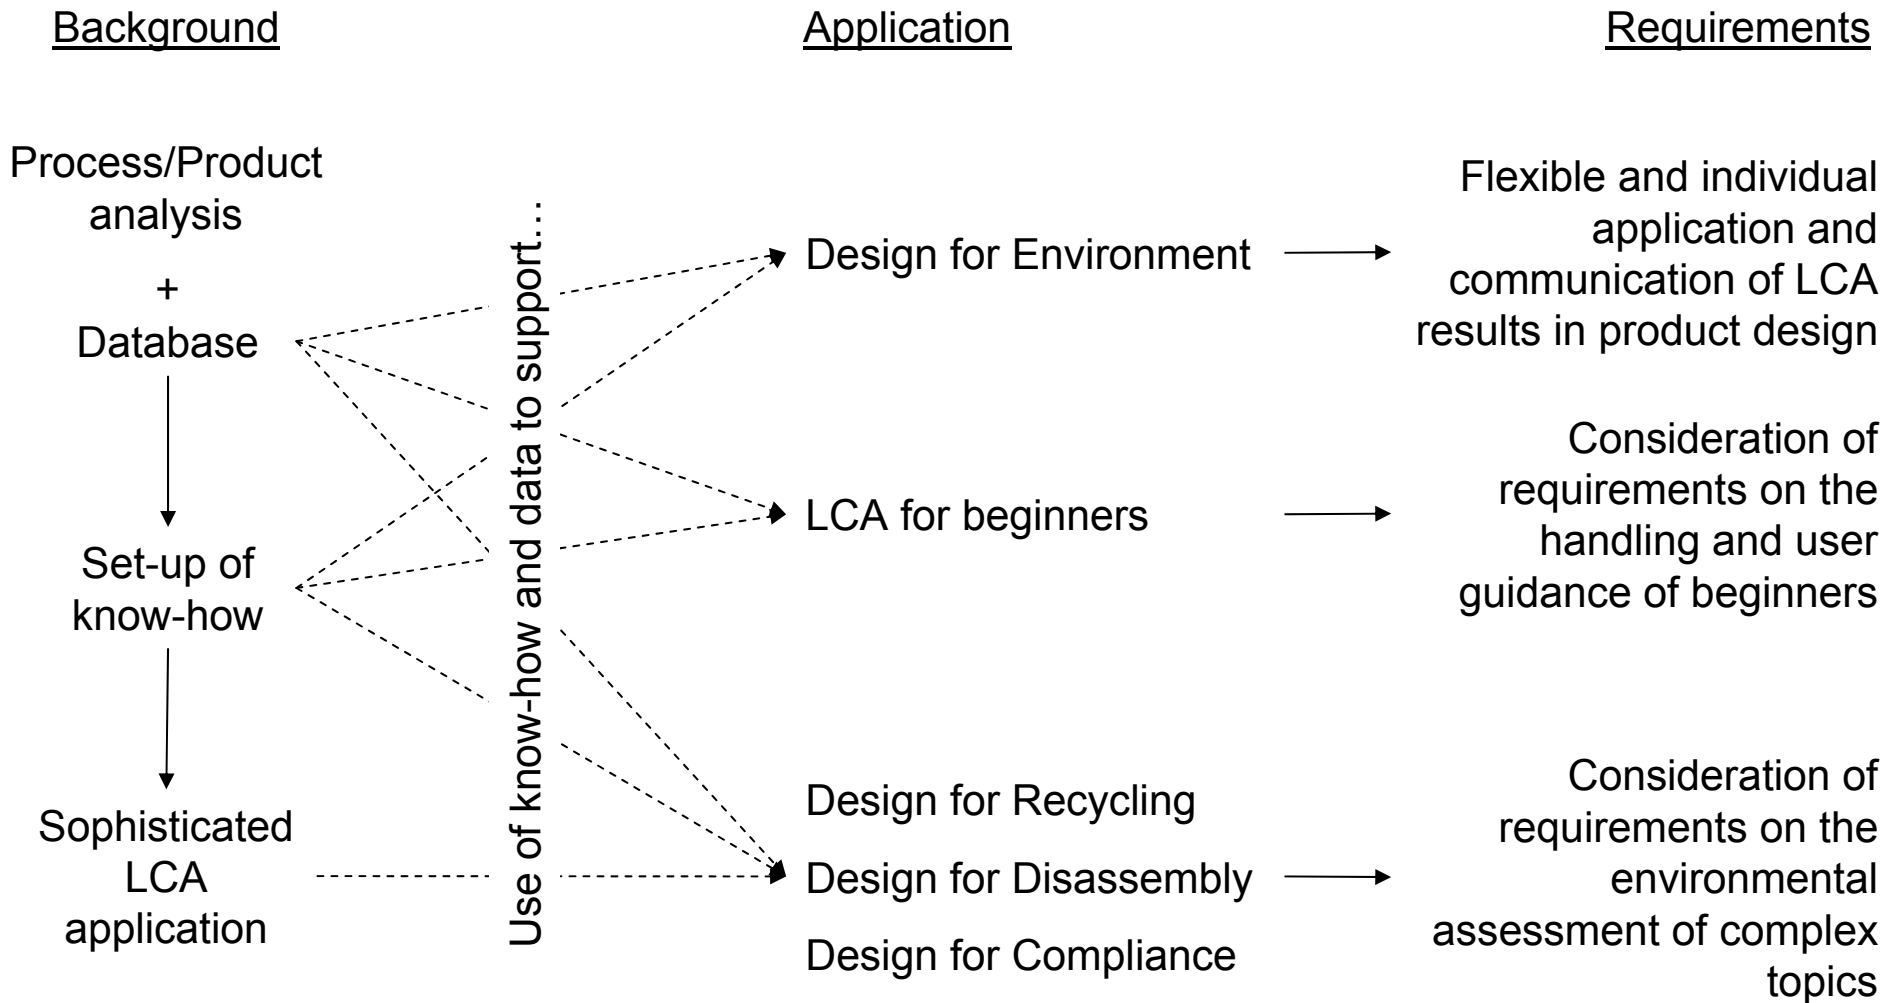 Background
Application
Requirements
Process/Product
analysis
+
Database
Set-up of
know-how
Sophisticated
LCA
application
Use of know-how and data to support…
Design for Environment
LCA for beginners
Design for Recycling
Design for Disassembly
Design for Compliance
Flexible and individual
application and
communication of LCA
results in product design
Consideration of
requirements on the
handling and user
guidance of beginners
Consideration of
requirements on the
environmental
assessment of complex
topics